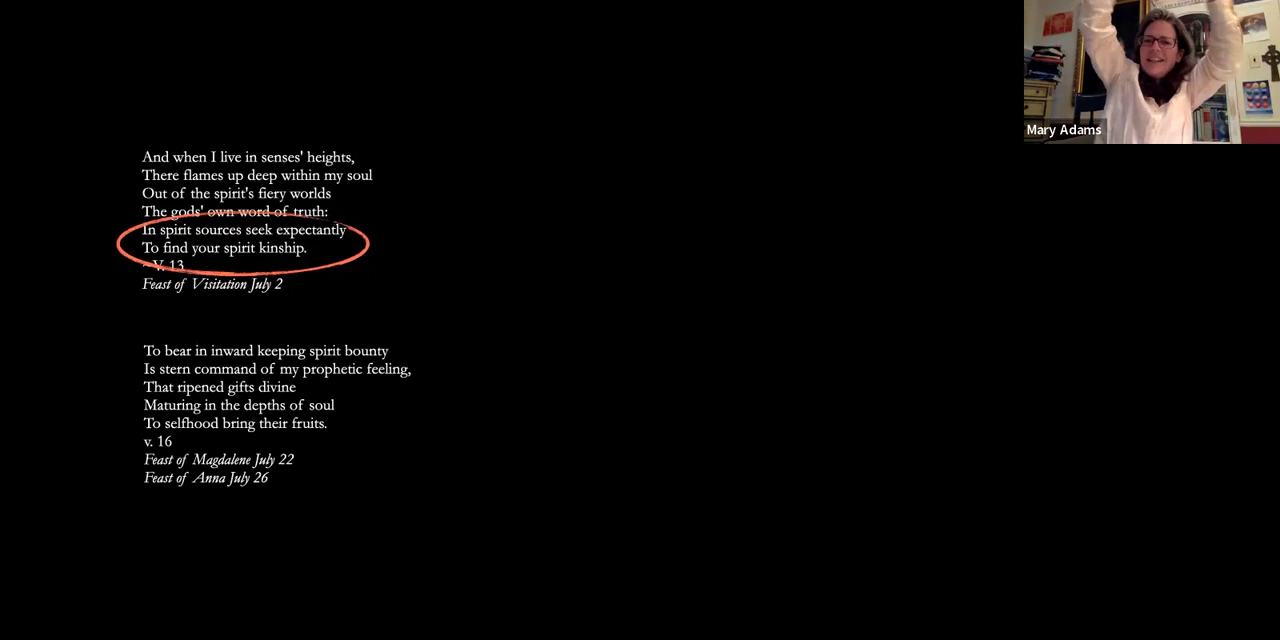 And when I live in senses' heights,
There flames up deep within my soul
Out of the spirit's fiery worlds
The gods' own word of truth:
In spirit sources seek expectantly
To find your spirit kinship.
~V. 13
Feast of Visitation July 2
To bear in inward keeping spirit bounty
Is stern command of my prophetic feeling,
That ripened gifts divine
Maturing in the depths of soul
To selfhood bring their fruits.
v. 16
Feast of Magdalene July 22
Feast of Anna July 26
Mary Adams